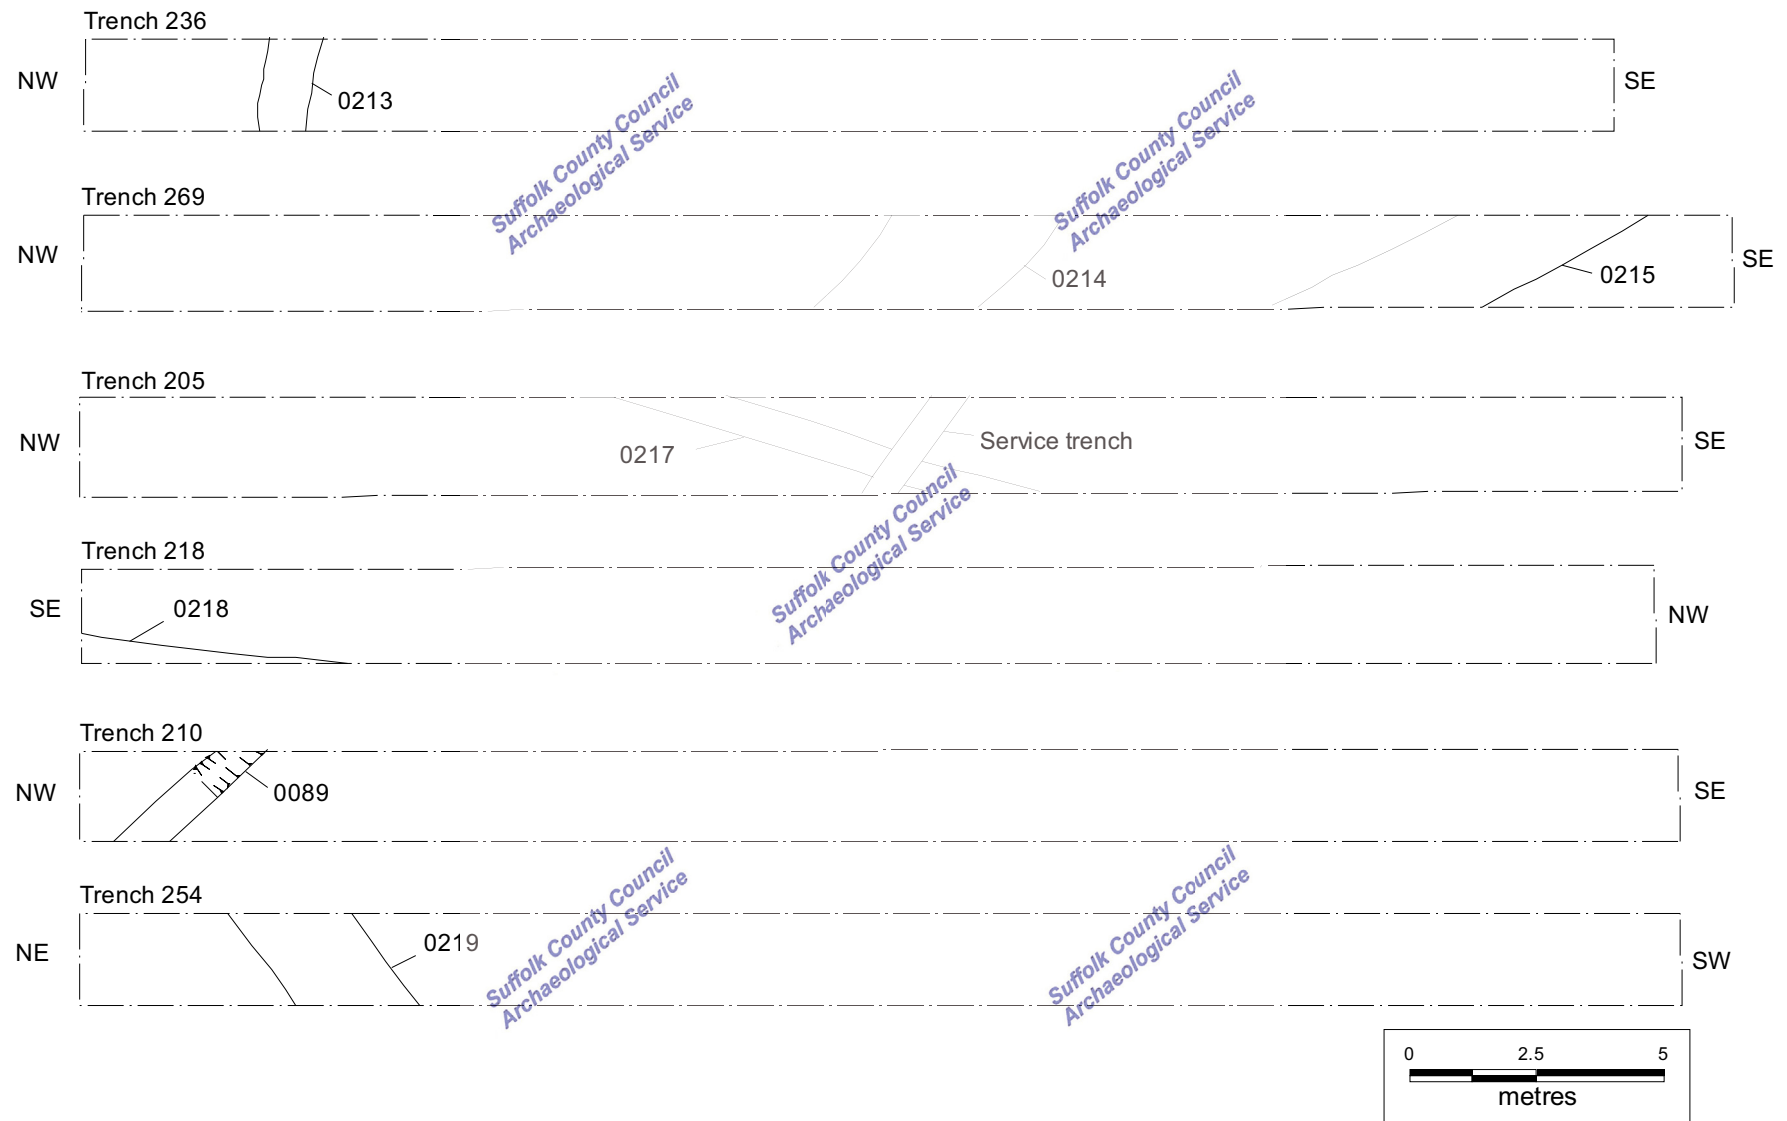 Trench 236
NW
SE
0213
Suffolk County Council
Archaeological Service
Suffolk County Council
Archaeological Service
Trench 269
NW
SE
0214
0215
Trench 205
NW
SE
0217
Service trench
Suffolk County Council
Archaeological Service
Trench 218
SE
NW
0218
Trench 210
NW
SE
0089
Trench 254
NE
SW
0219
Suffolk County Council
Archaeological Service
Suffolk County Council
Archaeological Service
0 2.5 5
metres